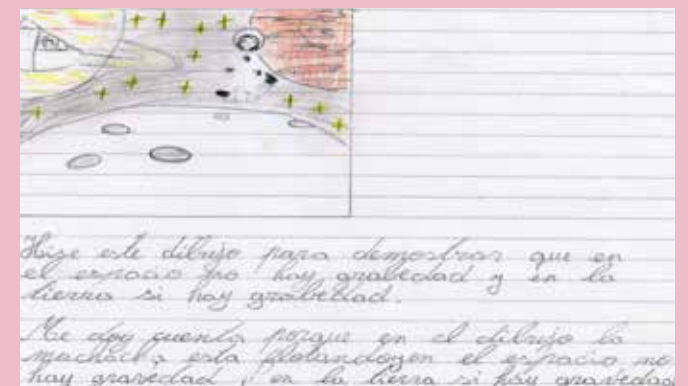 Hize este dibujo para demostrar que en
el espacio no hay grabedad y en la
tierra si hay grabedad.
Me doy cuenta porque en el dibujo la
muchacha esta flotando y en el espacio no
hay gravedad y en la tierra si hay gravedad